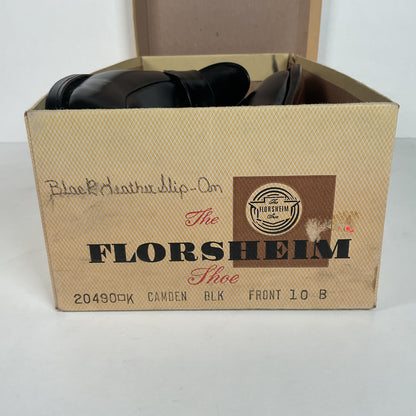 Black Leather Slip-On
The
FLORSHEIM
Shoe
The
FLORSHEIM
Shoe
20490□K CAMDEN BLK FRONT 10 B